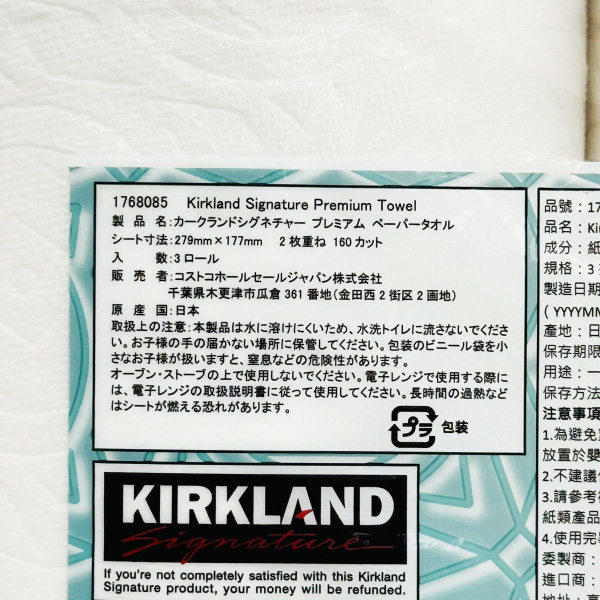 1768085 Kirkland Signature Premium Towel
製品名:カークランドシグネチャー プレミアム ペーパータオル
シート寸法:279mm×177mm 2枚重ね 160カット
入数:3ロール
販売者:コストコホールセールジャパン株式会社
千葉県木更津市瓜倉361番地(金田西2街区2画地)
原産国:日本
取扱上の注意:本製品は水に溶けにくいため、水洗トイレに流さないでくださ
い。お子様の手の届かない場所に保管してください。包装のビニール袋を小
さなお子様が扱いますと、窒息などの危険性があります。
オーブン・ストーブの上で使用しないでください。電子レンジで使用する際に
は、電子レンジの取扱説明書に従って使用してください。長時間の過熱など
はシートが燃える恐れがあります。
プラ 包装
KIRKLAND
Signature
If you're not completely satisfied with this Kirkland
Signature product, your money will be refunded.
品號:17
品名:Ki
成分:紙
規格:3
製造日期
(YYYYMM
產地:日
保存期限
用途:一
保存方法
注意事項
1.為避免
放置於嬰
2.不建議
3.請參考
紙類產品
4.使用完
委製商:
進口商: